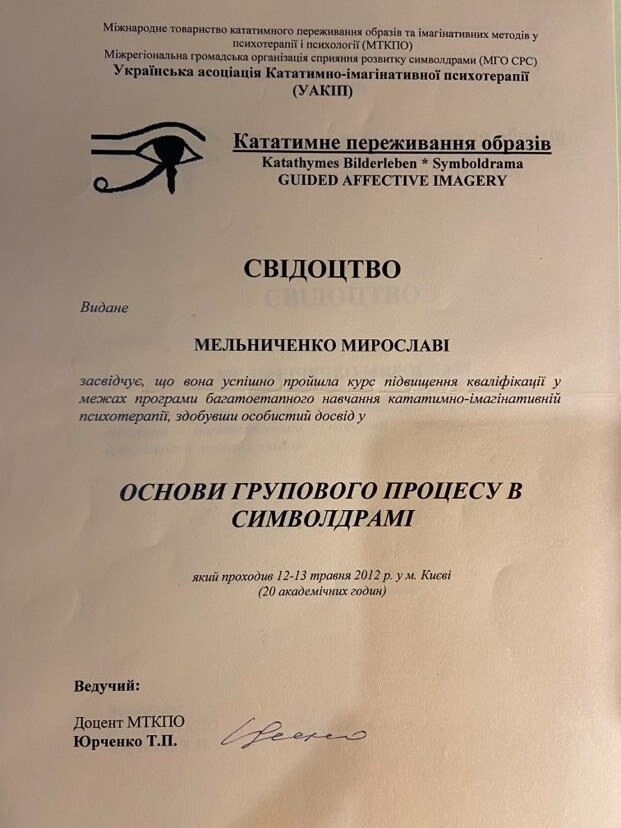 Міжнародне товариство кататимного переживання образів та імагінативних методів у
психотерапії і психології (МТКПО)
Міжрегіональна громадська організація сприяння розвитку символдрами (МГО СРС)
Українська асоціація Кататимно-імагінативної психотерапії
(УАКІП)
Кататимне переживання образів
Katathymes Bilderleben * Symboldrama
GUIDED AFFECTIVE IMAGERY
СВІДОЦТВО
Видане
МЕЛЬНИЧЕНКО МИРОСЛАВІ
засвідчує, що вона успішно пройшла курс підвищення кваліфікації у
межах програми багатоетапного навчання кататимно-імагінативній
психотерапії, здобувши особистий досвід у
ОСНОВИ ГРУПОВОГО ПРОЦЕСУ В
СИМВОЛДРАМІ
який проходив 12-13 травня 2012 р. у м. Києві
(20 академічних годин)
Ведучий:
Доцент МТКПО
Юрченко Т.П.